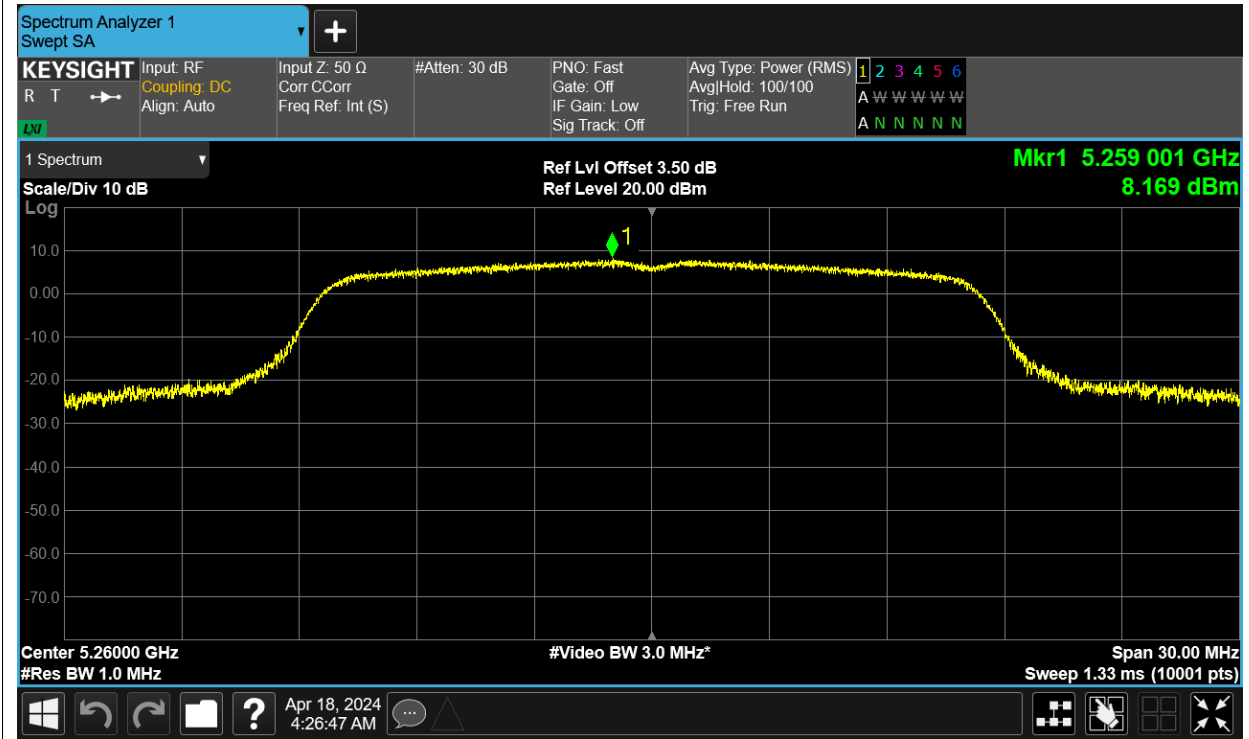 Spectrum Analyzer 1
Swept SA
KEYSIGHT
R T
LXI
Input: RF
Coupling: DC
Align: Auto
Input Z: 50 Ω
Corr CCorr
Freq Ref: Int (S)
#Atten: 30 dB
PNO: Fast
Gate: Off
IF Gain: Low
Sig Track: Off
Avg Type: Power (RMS)
Avg|Hold: 100/100
Trig: Free Run
1 2 3 4 5 6
A W W W W W
A N N N N N
1 Spectrum
Scale/Div 10 dB
Ref Lvl Offset 3.50 dB
Ref Level 20.00 dBm
Mkr1 5.259 001 GHz
8.169 dBm
Log
1
10.0
0.00
-10.0
-20.0
-30.0
-40.0
-50.0
-60.0
-70.0
Center 5.26000 GHz
#Video BW 3.0 MHz*
Span 30.00 MHz
#Res BW 1.0 MHz
Sweep 1.33 ms (10001 pts)
?
Apr 18, 2024
4:26:47 AM